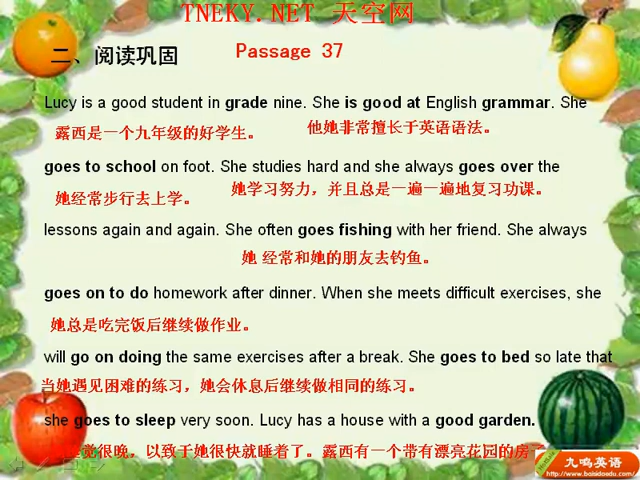 TNEKY.NET 天空网
二、阅读巩固
Passage 37
Lucy is a good student in grade nine. She is good at English grammar. She
露西是一个九年级的好学生。 他她非常擅长于英语语法。
goes to school on foot. She studies hard and she always goes over the
她经常步行去上学。 她学习努力，并且总是一遍一遍地复习功课。
lessons again and again. She often goes fishing with her friend. She always
她 经常和她的朋友去钓鱼。
goes on to do homework after dinner. When she meets difficult exercises, she
她总是吃完饭后继续做作业。
will go on doing the same exercises after a break. She goes to bed so late that
当她遇见困难的练习，她会休息后继续做相同的练习。
she goes to sleep very soon. Lucy has a house with a good garden.
觉很晚，以致于她很快就睡着了。露西有一个带有漂亮花园的房
九鸣英语
http://www.boisidaedu.com/